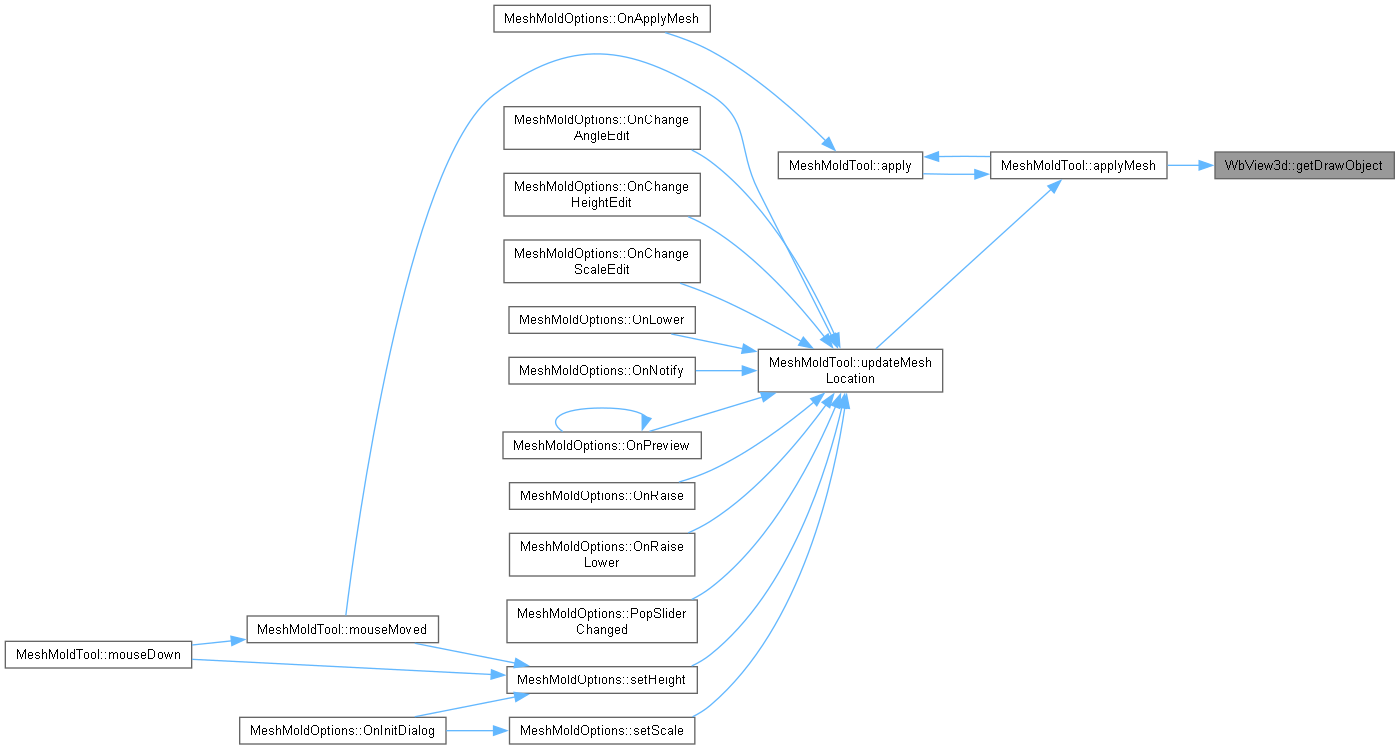 MeshMoldOptions::OnApplyMesh
MeshMoldOptions::OnChange
AngleEdit
MeshMoldTool::apply
MeshMoldTool::applyMesh
WbView3d::getDrawObject
MeshMoldOptions::OnChange
HeightEdit
MeshMoldOptions::OnChange
ScaleEdit
MeshMoldOptions::OnLower
MeshMoldTool::updateMesh
Location
MeshMoldOptions::OnNotify
MeshMoldOptions::OnPreview
MeshMoldOptions::OnRaise
MeshMoldOptions::OnRaise
Lower
MeshMoldOptions::PopSlider
Changed
MeshMoldTool::mouseMoved
MeshMoldTool::mouseDown
MeshMoldOptions::setHeight
MeshMoldOptions::OnInitDialog
MeshMoldOptions::setScale